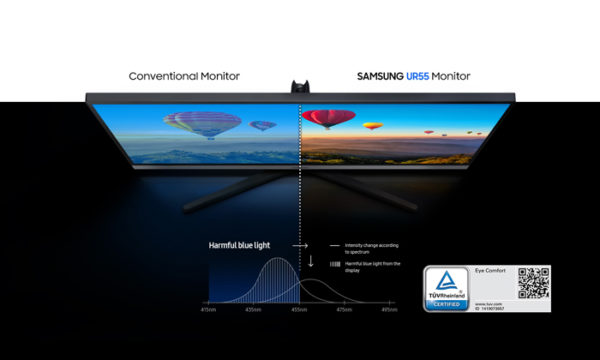 Conventional Monitor
SAMSUNG UR55 Monitor
Harmful blue light
Intensity change according
to spectrum
Harmful blue light from the
display
415nm 435nm 455nm 475nm 495nm
TÜVRheinland
CERTIFIED
Eye Comfort
www.tuv.com
ID 1419073957